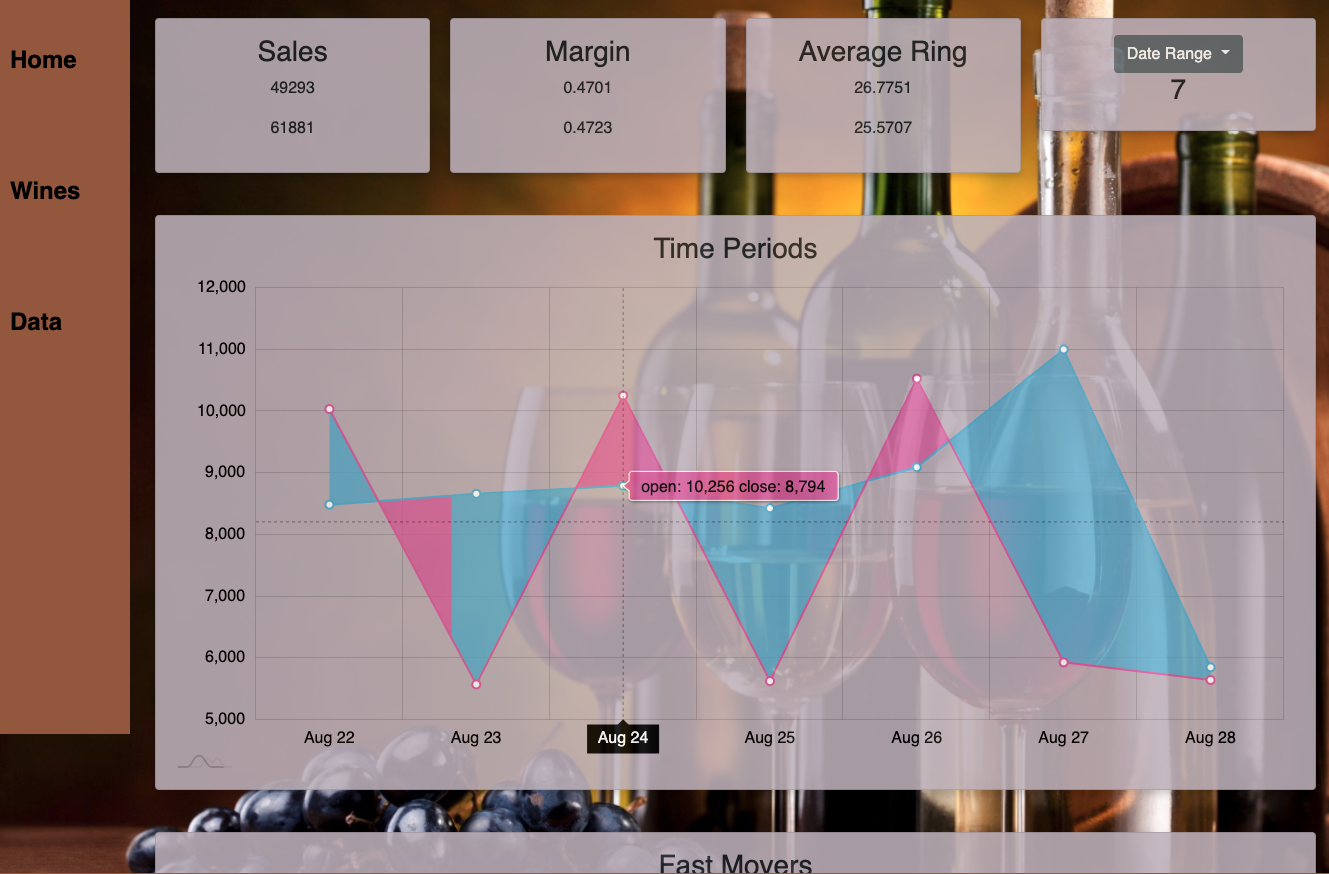 Home
Wines
Data
Sales
49293
61881
Margin
0.4701
0.4723
Average Ring
26.7751
25.5707
Date Range
7
Time Periods
12,000
11,000
10,000
9,000
8,000
7,000
6,000
5,000
open: 10,256 close: 8,794
Aug 22 Aug 23 Aug 24 Aug 25 Aug 26 Aug 27 Aug 28
Fast Movers